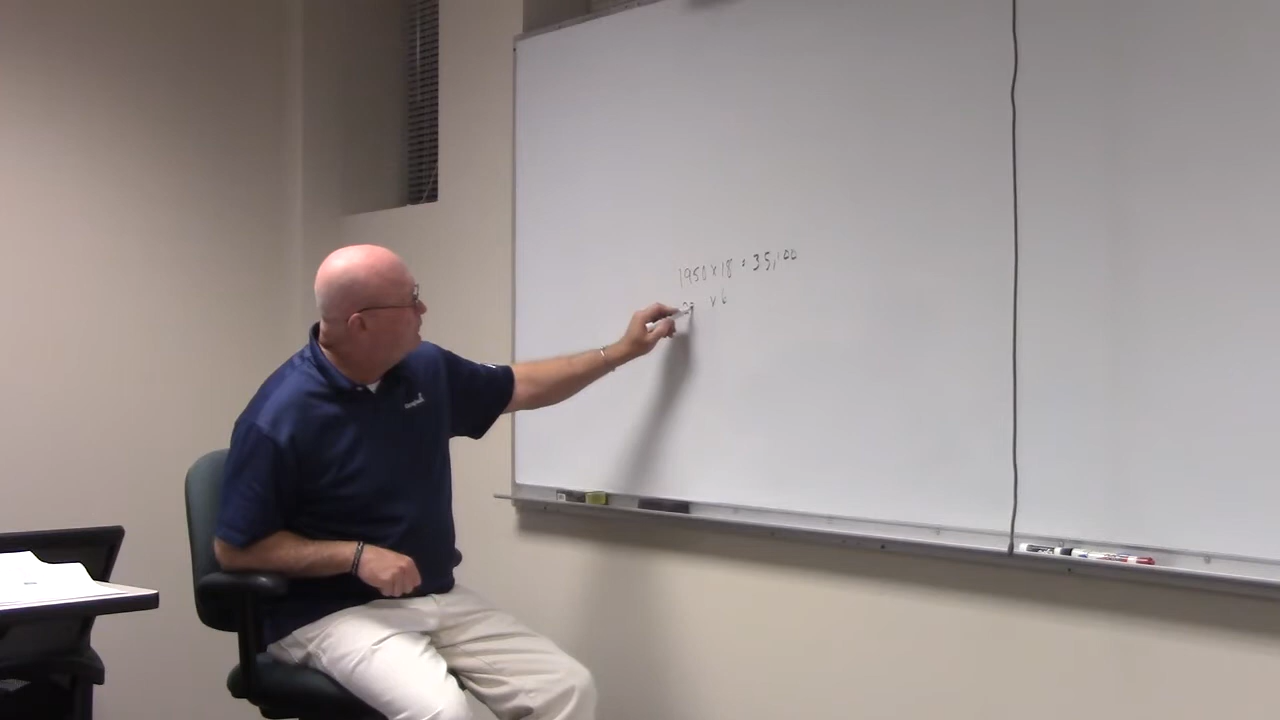 1950 x 18 = 35,100
x 6